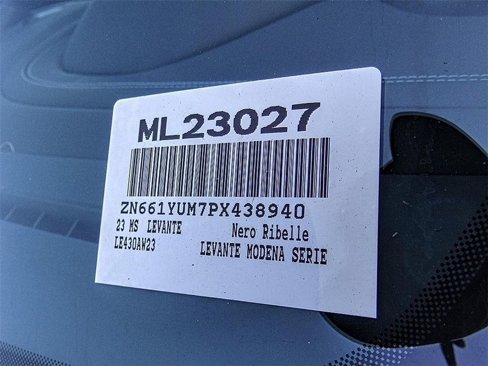 ML23027
ZN661YUM7PX438940
23 MS LEVANTE Nero Ribelle
LE430AW23 LEVANTE MODENA SERIE